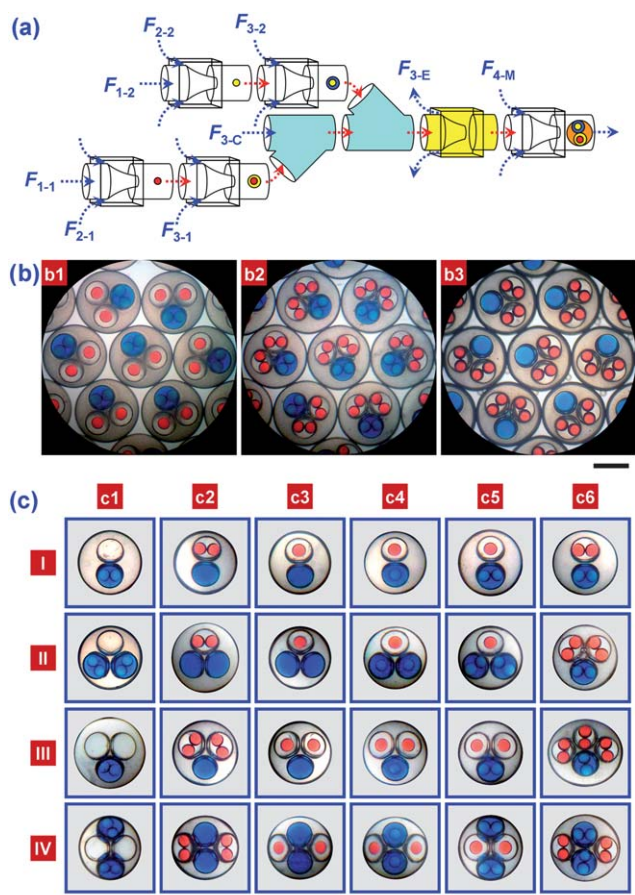 (a)
F2-2
F3-2
F1-2
F3-E
F4-M
F3-C
F1-1
F2-1
F3-1
(b)
b1
b2
b3
(c)
c1
c2
c3
c4
c5
c6
I
II
III
IV